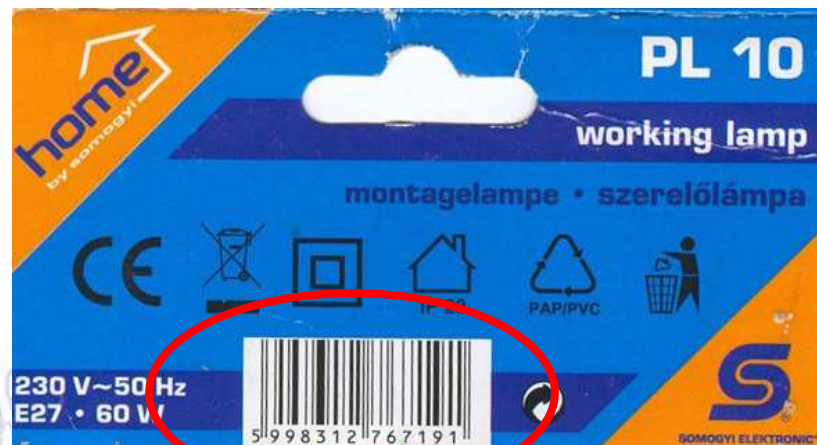 home
by somogyi
PL 10
working lamp
montagelampe • szerelőlámpa
CE
IP 20
PAP/PVC
230 V~50 Hz
E27 • 60 W
5 998312 767191
S
SOMOGYI ELEKTRONIC